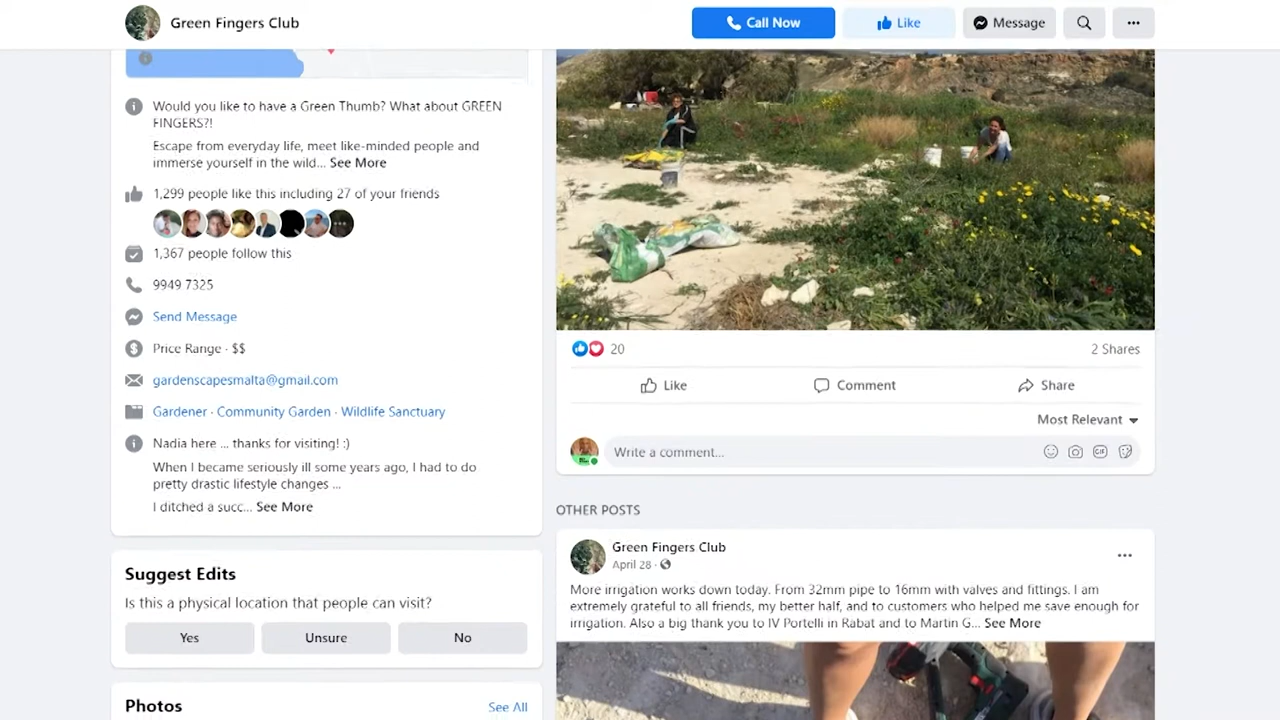 Green Fingers Club
Call Now
Like
Message
Would you like to have a Green Thumb? What about GREEN
FINGERS?!
Escape from everyday life, meet like-minded people and
immerse yourself in the wild... See More
1,299 people like this including 27 of your friends
1,367 people follow this
9949 7325
Send Message
Price Range · $$
gardenscapesmalta@gmail.com
Gardener · Community Garden · Wildlife Sanctuary
Nadia here ... thanks for visiting! :)
When I became seriously ill some years ago, I had to do
pretty drastic lifestyle changes ...
I ditched a succ... See More
Suggest Edits
Is this a physical location that people can visit?
Yes
Unsure
No
Photos
See All
20
2 Shares
Like
Comment
Share
Most Relevant
Write a comment...
GIF
OTHER POSTS
Green Fingers Club
April 28 ·
More irrigation works down today. From 32mm pipe to 16mm with valves and fittings. I am
extremely grateful to all friends, my better half, and to customers who helped me save enough for
irrigation. Also a big thank you to IV Portelli in Rabat and to Martin G... See More